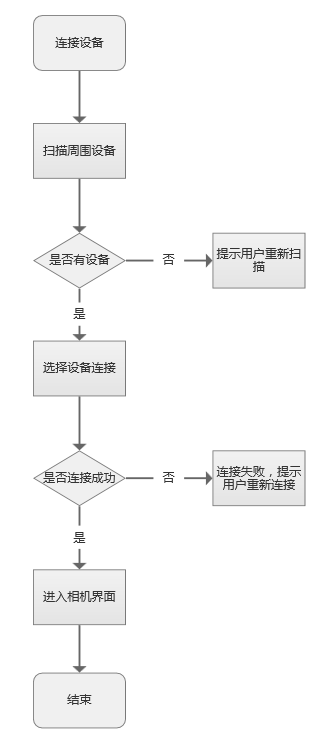 连接设备
扫描周围设备
是否有设备
否
提示用户重新扫
描
是
选择设备连接
是否连接成功
否
连接失败，提示
用户重新连接
是
进入相机界面
结束